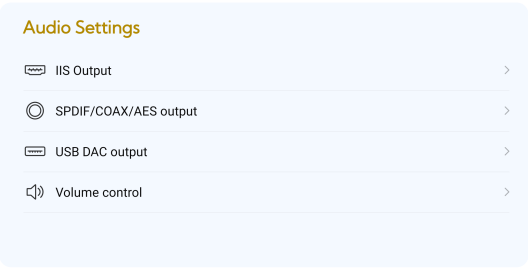 Audio Settings
IIS Output
SPDIF/COAX/AES output
USB DAC output
Volume control